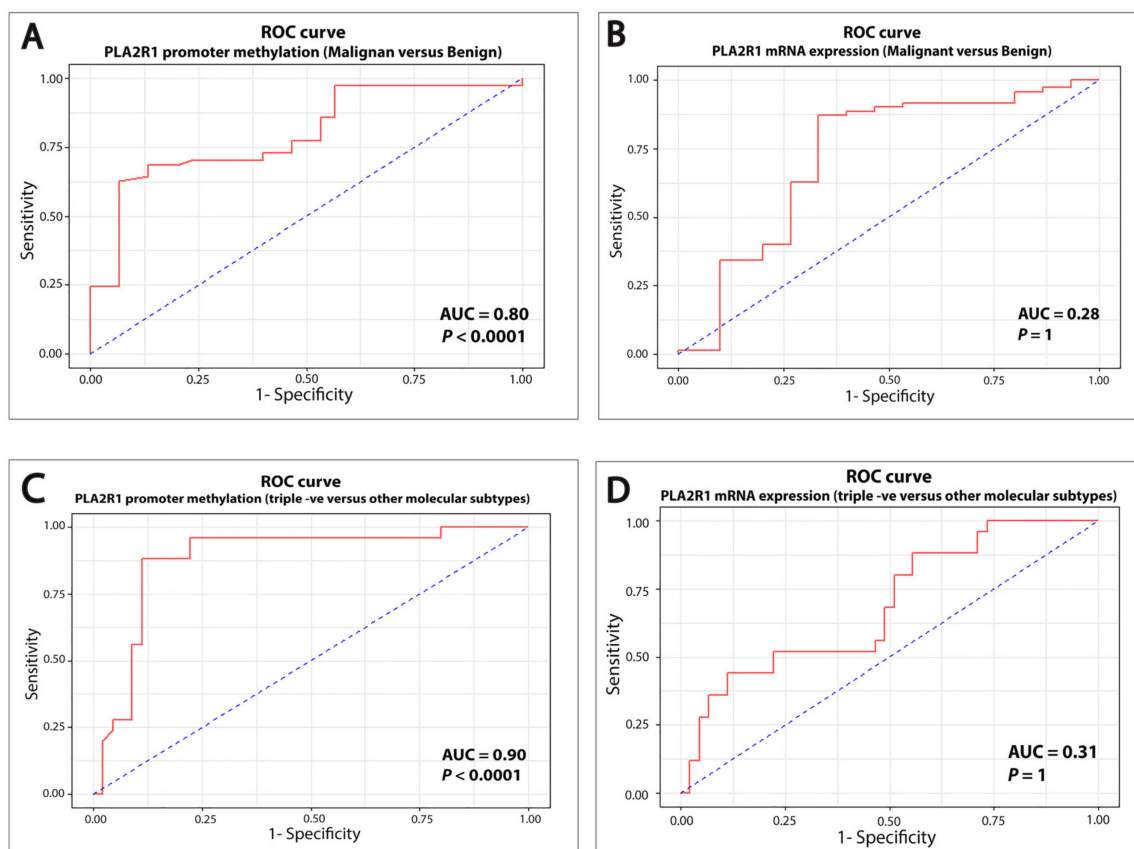 A
ROC curve
PLA2R1 promoter methylation (Malignan versus Benign)
1.00
0.75
0.50
0.25
0.00
Sensitivity
AUC = 0.80
P < 0.0001
0.00 0.25 0.50 0.75 1.00
1- Specificity
B
ROC curve
PLA2R1 mRNA expression (Malignant versus Benign)
1.00
0.75
0.50
0.25
0.00
Sensitivity
AUC = 0.28
P = 1
0.00 0.25 0.50 0.75 1.00
1- Specificity
C
ROC curve
PLA2R1 promoter methylation (triple -ve versus other molecular subtypes)
1.00
0.75
0.50
0.25
0.00
Sensitivity
AUC = 0.90
P < 0.0001
0.00 0.25 0.50 0.75 1.00
1- Specificity
D
ROC curve
PLA2R1 mRNA expression (triple -ve versus other molecular subtypes)
1.00
0.75
0.50
0.25
0.00
Sensitivity
AUC = 0.31
P = 1
0.00 0.25 0.50 0.75 1.00
1- Specificity